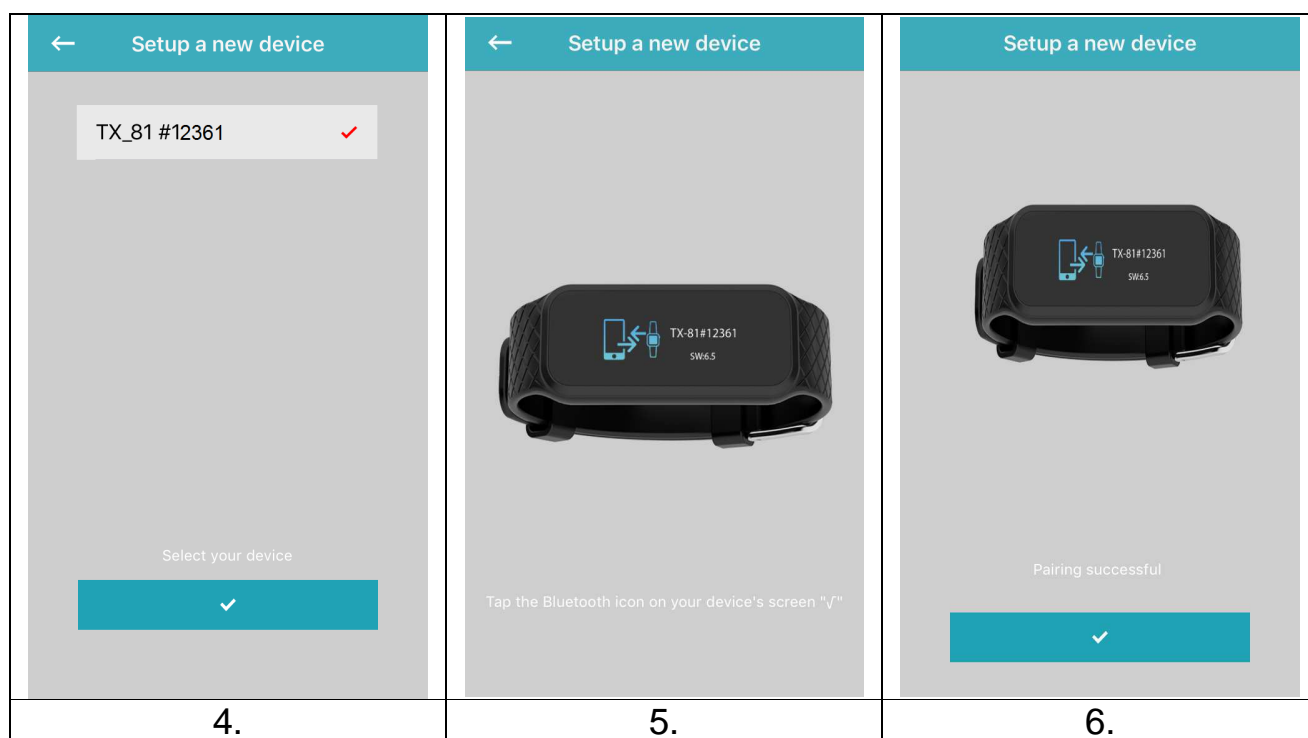 Setup a new device
TX_81 #12361
Select your device
4.
Setup a new device
TX-81#12361
SW:6.5
Tap the Bluetooth icon on your device's screen "√"
5.
Setup a new device
TX-81#12361
SW:6.5
Pairing successful
6.